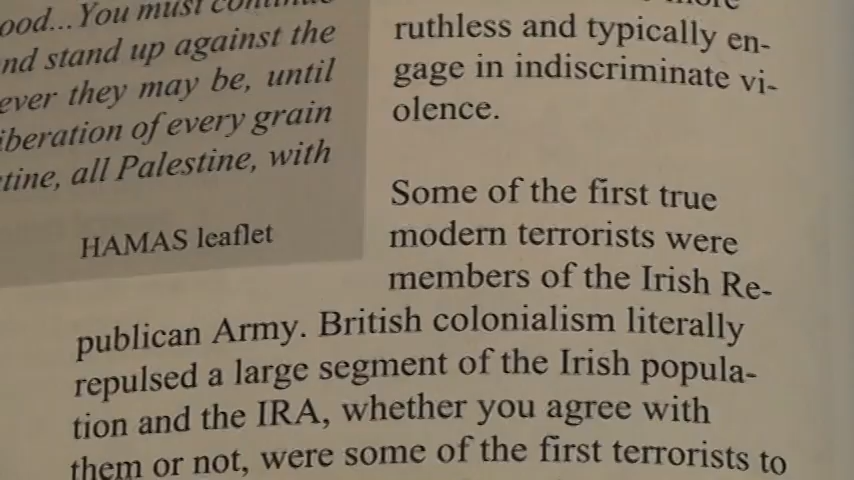 ood...You must continue
nd stand up against the
ever they may be, until
iberation of every grain
tine, all Palestine, with
HAMAS leaflet
more
ruthless and typically en-
gage in indiscriminate vi-
olence.
Some of the first true
modern terrorists were
members of the Irish Re-
publican Army. British colonialism literally
repulsed a large segment of the Irish popula-
tion and the IRA, whether you agree with
them or not, were some of the first terrorists to